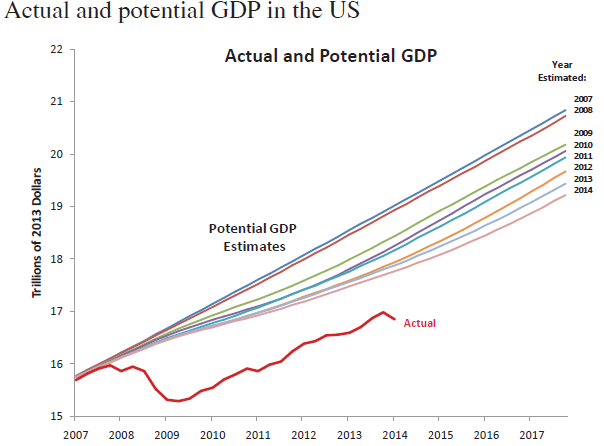 Actual and potential GDP in the US
Actual and Potential GDP
Year
Estimated:
2007
2008
2009
2010
2011
2012
2013
2014
Potential GDP
Estimates
Actual
Trillions of 2013 Dollars
22
21
20
19
18
17
16
15
2007 2008 2009 2010 2011 2012 2013 2014 2015 2016 2017